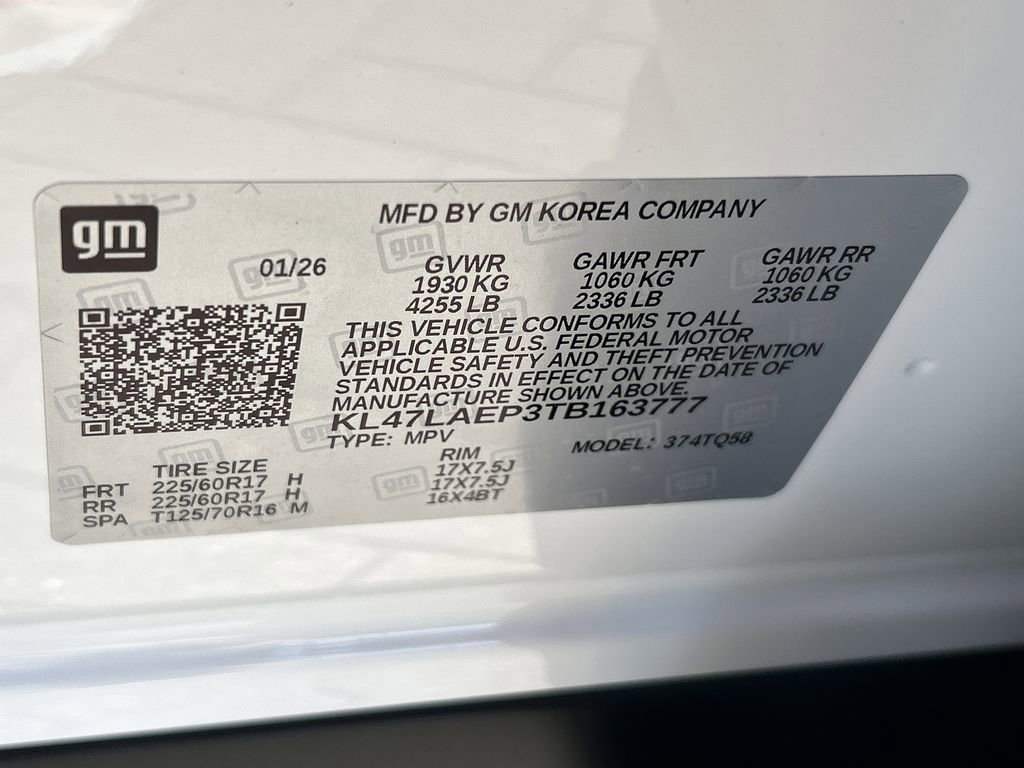 gm
MFD BY GM KOREA COMPANY
01/26
GVWR GAWR FRT GAWR RR
1930 KG 1060 KG 1060 KG
4255 LB 2336 LB 2336 LB
THIS VEHICLE CONFORMS TO ALL
APPLICABLE U.S. FEDERAL MOTOR
VEHICLE SAFETY AND THEFT PREVENTION
STANDARDS IN EFFECT ON THE DATE OF
MANUFACTURE SHOWN ABOVE.
KL47LAEP3TB163777
TYPE: MPV MODEL: 374TQ58
TIRE SIZE RIM
FRT 225/60R17 H 17X7.5J
RR 225/60R17 H 17X7.5J
SPA T125/70R16 M 16X4BT